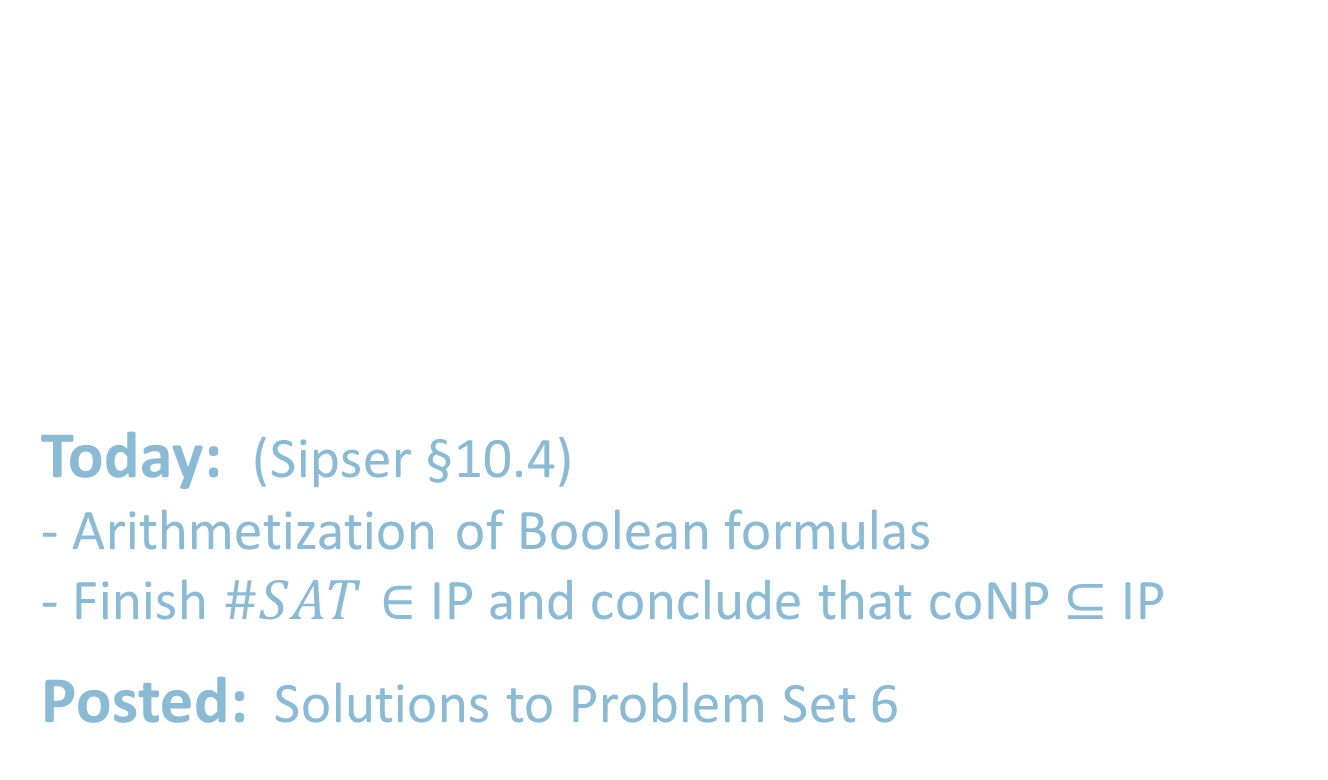 Today: (Sipser §10.4)
- Arithmetization of Boolean formulas
- Finish #𝑆𝐴𝑇 ∈ IP and conclude that coNP ⊆ IP
Posted: Solutions to Problem Set 6